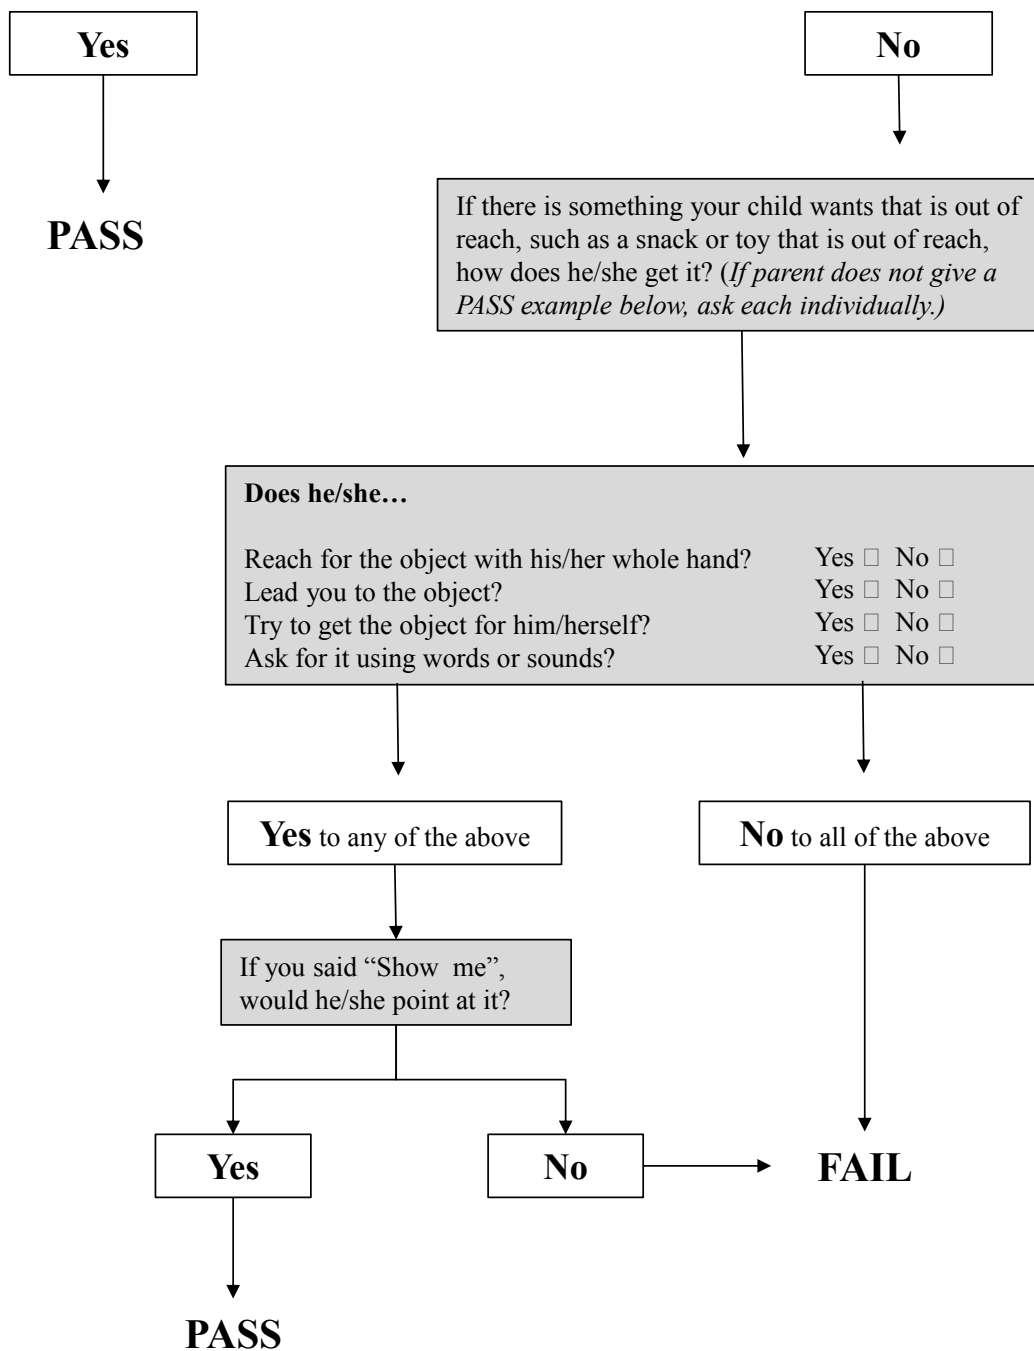 Yes
No
PASS
If there is something your child wants that is out of
reach, such as a snack or toy that is out of reach,
how does he/she get it? (If parent does not give a
PASS example below, ask each individually.)
Does he/she…
Reach for the object with his/her whole hand? Yes □ No □
Lead you to the object? Yes □ No □
Try to get the object for him/herself? Yes □ No □
Ask for it using words or sounds? Yes □ No □
Yes to any of the above
No to all of the above
If you said “Show me”,
would he/she point at it?
Yes
No
FAIL
PASS